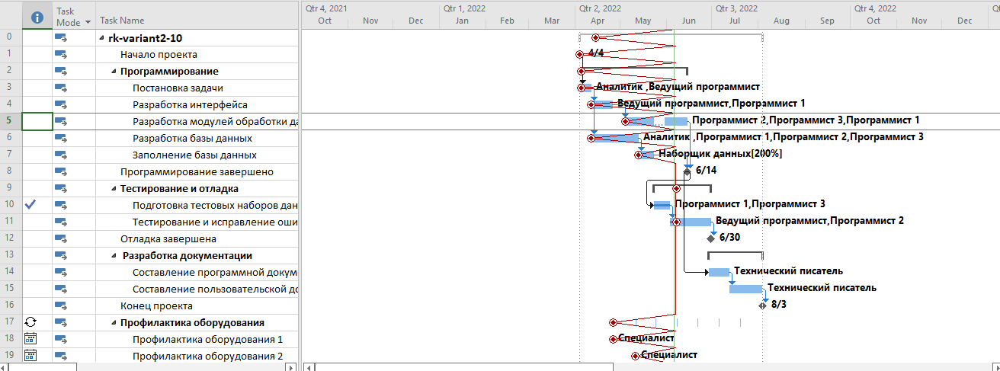 Qtr 4, 2021 Qtr 1, 2022 Qtr 2, 2022 Qtr 3, 2022 Qtr 4, 2022
Task Mode Task Name Oct Nov Dec Jan Feb Mar Apr May Jun Jul Aug Sep Oct Nov Dec
0 rk-variant2-10
1 Начало проекта 4/4
2 Программирование
3 Постановка задачи Аналитик ,Ведущий программист
4 Разработка интерфейса Ведущий программист,Программист 1
5 Разработка модулей обработки да Программист 2,Программист 3,Программист 1
6 Разработка базы данных Аналитик ,Программист 1,Программист 2,Программист 3
7 Заполнение базы данных Наборщик данных[200%]
8 Программирование завершено 6/14
9 Тестирование и отладка
10 Подготовка тестовых наборов дан Программист 1,Программист 3
11 Тестирование и исправление оши Ведущий программист,Программист 2
12 Отладка завершена 6/30
13 Разработка документации
14 Составление программной докум Технический писатель
15 Составление пользовательской до Технический писатель
16 Конец проекта 8/3
17 Профилактика оборудования
18 Профилактика оборудования 1 Специалист
19 Профилактика оборудования 2 Специалист